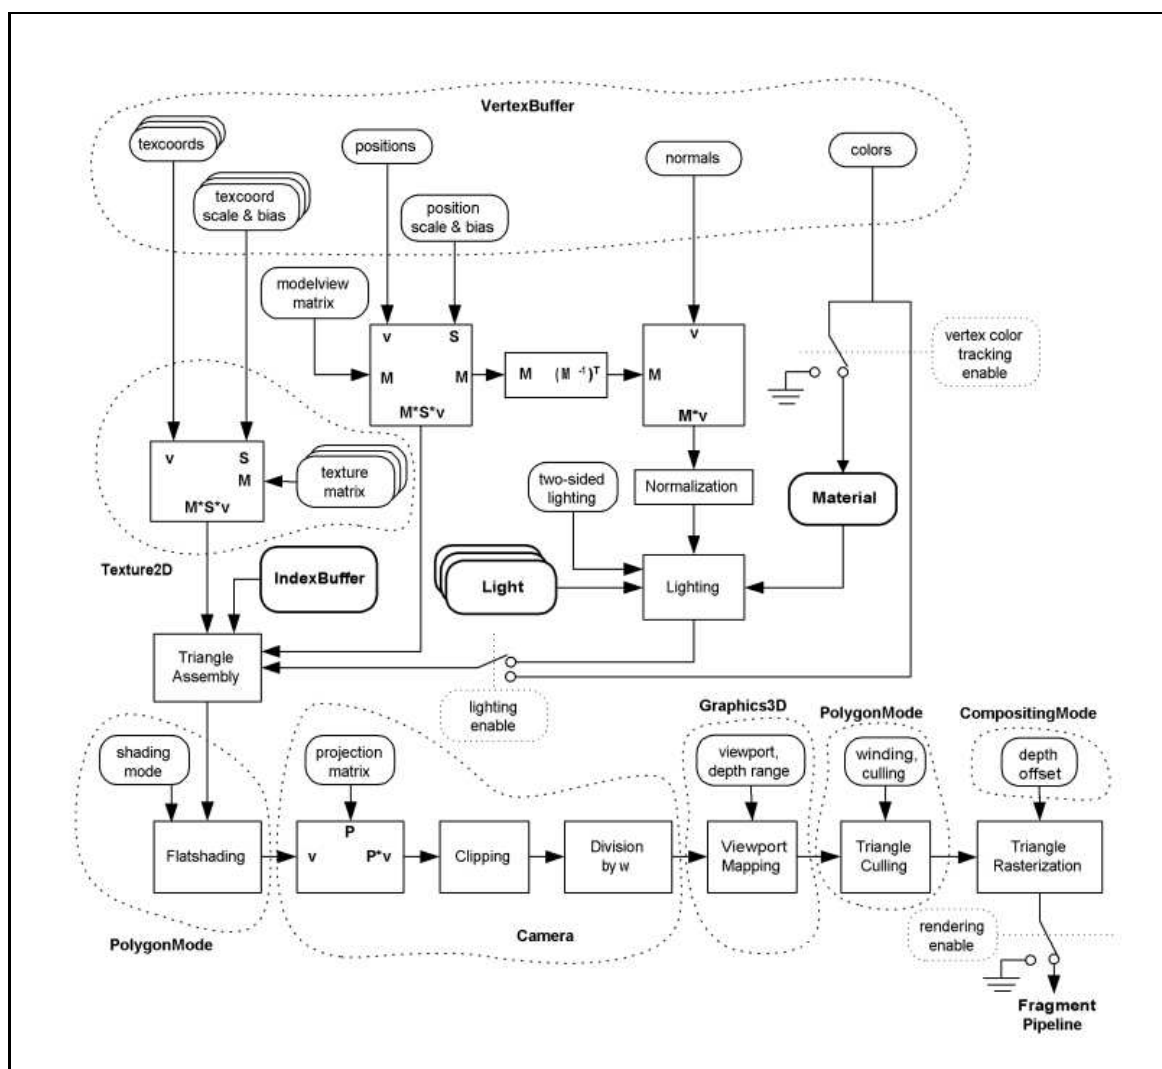 VertexBuffer
texcoords
positions
normals
colors
texcoord
scale & bias
position
scale & bias
modelview
matrix
v S
M M
M*S*v
M (M⁻¹)ᵀ
v
M
M*v
vertex color
tracking
enable
v S
M
M*S*v
texture
matrix
two-sided
lighting
Normalization
Material
Texture2D
IndexBuffer
Light
Lighting
Triangle
Assembly
lighting
enable
Graphics3D
PolygonMode
CompositingMode
shading
mode
projection
matrix
viewport,
depth range
winding,
culling
depth
offset
Flatshading
P
v P*v
Clipping
Division
by w
Viewport
Mapping
Triangle
Culling
Triangle
Rasterization
PolygonMode
Camera
rendering
enable
Fragment
Pipeline